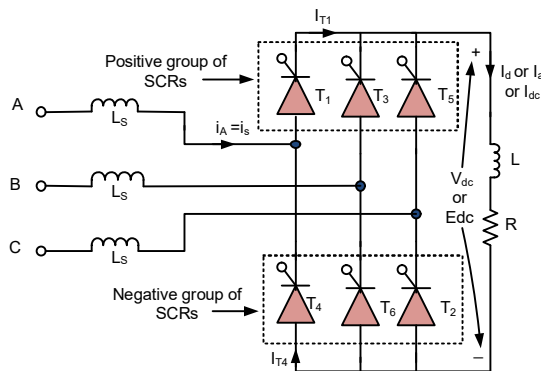 I_T1
Positive group of
SCRs
+
I_d or I_a
or I_dc
T_1
T_3
T_5
A
L_S
i_A =i_s
L
B
L_S
V_dc
or
Edc
R
C
L_S
Negative group of
SCRs
T_4
T_6
T_2
I_T4
–